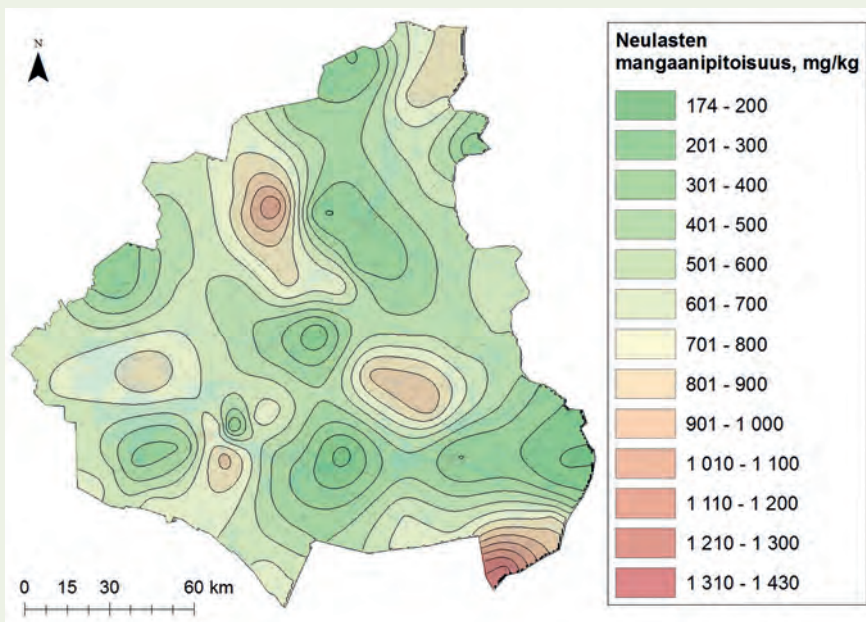 N
Neulasten
mangaanipitoisuus, mg/kg
174 - 200
201 - 300
301 - 400
401 - 500
501 - 600
601 - 700
701 - 800
801 - 900
901 - 1 000
1 010 - 1 100
1 110 - 1 200
1 210 - 1 300
1 310 - 1 430
0 15 30 60 km